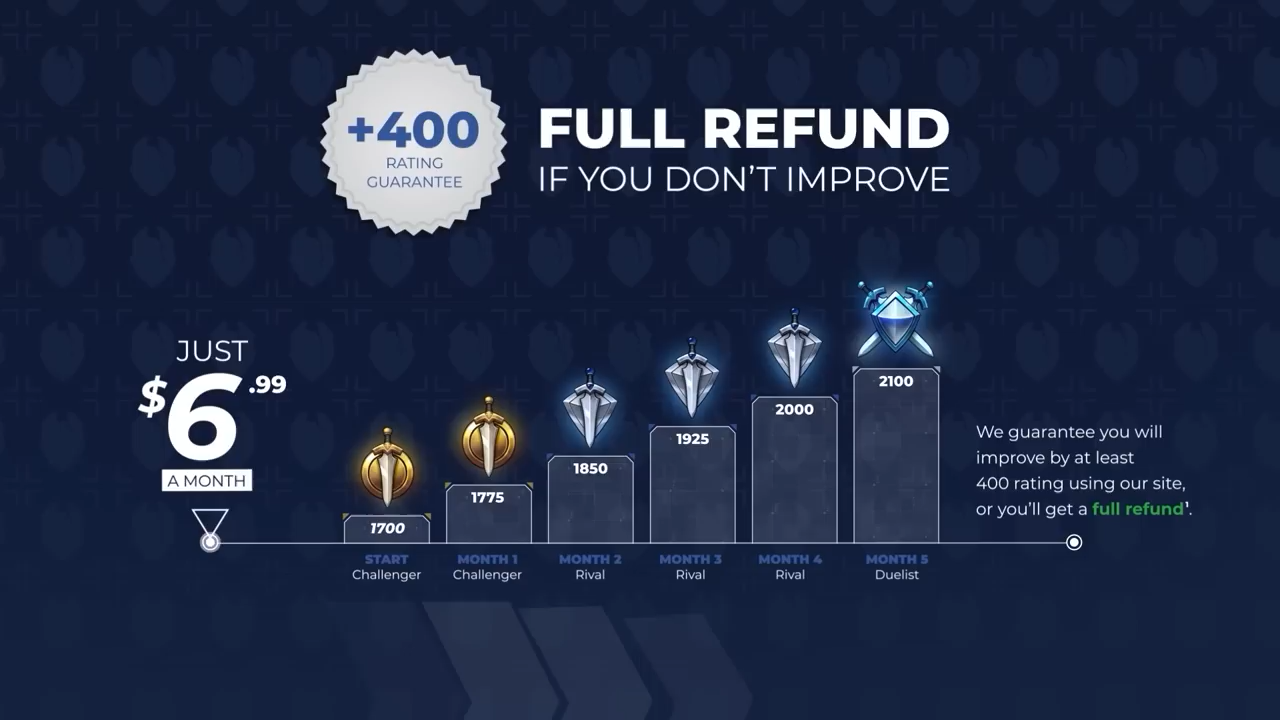 +400
RATING
GUARANTEE
FULL REFUND
IF YOU DON'T IMPROVE
JUST
$6.99
A MONTH
1700
1775
1850
1925
2000
2100
START
Challenger
MONTH 1
Challenger
MONTH 2
Rival
MONTH 3
Rival
MONTH 4
Rival
MONTH 5
Duelist
We guarantee you will
improve by at least
400 rating using our site,
or you'll get a full refund¹.